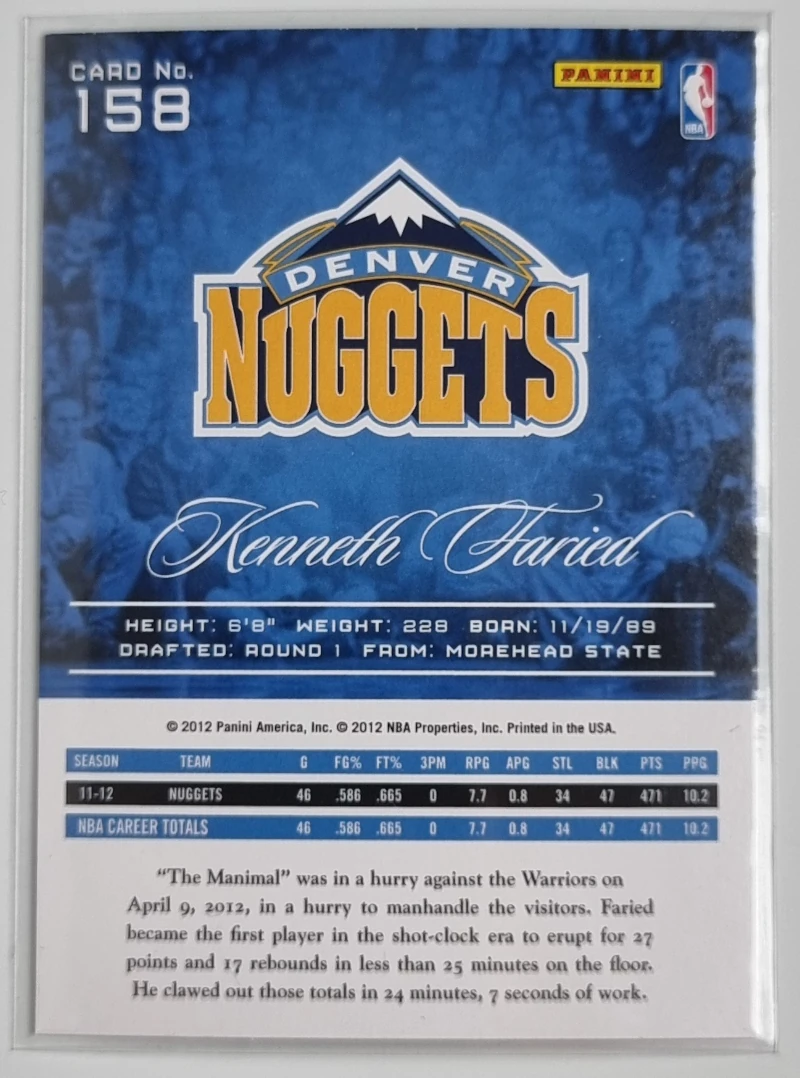 CARD No.
158
PANINI
NBA
DENVER
NUGGETS
Kenneth Faried
HEIGHT: 6'8" WEIGHT: 228 BORN: 11/19/89
DRAFTED: ROUND 1 FROM: MOREHEAD STATE
© 2012 Panini America, Inc. © 2012 NBA Properties, Inc. Printed in the USA.
SEASON TEAM G FG% FT% 3PM RPG APG STL BLK PTS PPG
11-12 NUGGETS 46 .586 .665 0 7.7 0.8 34 47 471 10.2
NBA CAREER TOTALS 46 .586 .665 0 7.7 0.8 34 47 471 10.2
“The Manimal” was in a hurry against the Warriors on
April 9, 2012, in a hurry to manhandle the visitors. Faried
became the first player in the shot-clock era to erupt for 27
points and 17 rebounds in less than 25 minutes on the floor.
He clawed out those totals in 24 minutes, 7 seconds of work.